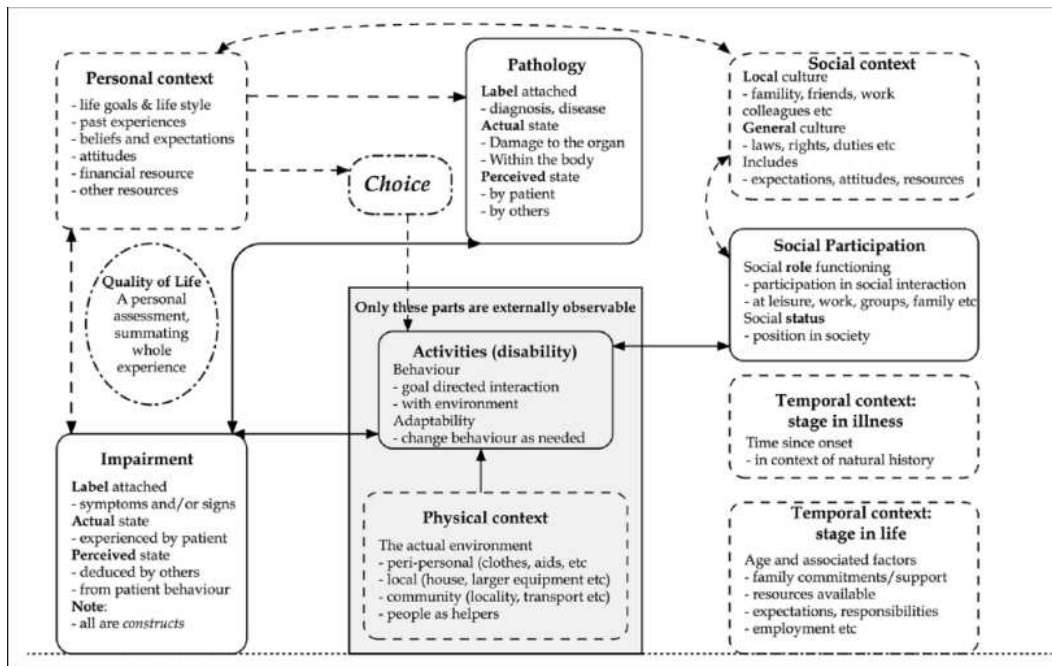 Personal context
- life goals & life style
- past experiences
- beliefs and expectations
- attitudes
- financial resource
- other resources
Pathology
Label attached
- diagnosis, disease
Actual state
- Damage to the organ
- Within the body
Perceived state
- by patient
- by others
Social context
Local culture
- famility, friends, work
colleagues etc
General culture
- laws, rights, duties etc
Includes
- expectations, attitudes, resources
Choice
Quality of Life
A personal
assessment,
summating
whole
experience
Social Participation
Social role functioning
- participation in social interaction
- at leisure, work, groups, family etc
Social status
- position in society
Only these parts are externally observable
Activities (disability)
Behaviour
- goal directed interaction
- with environment
Adaptability
- change behaviour as needed
Temporal context:
stage in illness
Time since onset
- in context of natural history
Impairment
Label attached
- symptoms and/or signs
Actual state
- experienced by patient
Perceived state
- deduced by others
- from patient behaviour
Note:
- all are constructs
Physical context
The actual environment
- peri-personal (clothes, aids, etc
- local (house, larger equipment etc)
- community (locality, transport etc)
- people as helpers
Temporal context:
stage in life
Age and associated factors
- family commitments/support
- resources available
- expectations, responsibilities
- employment etc